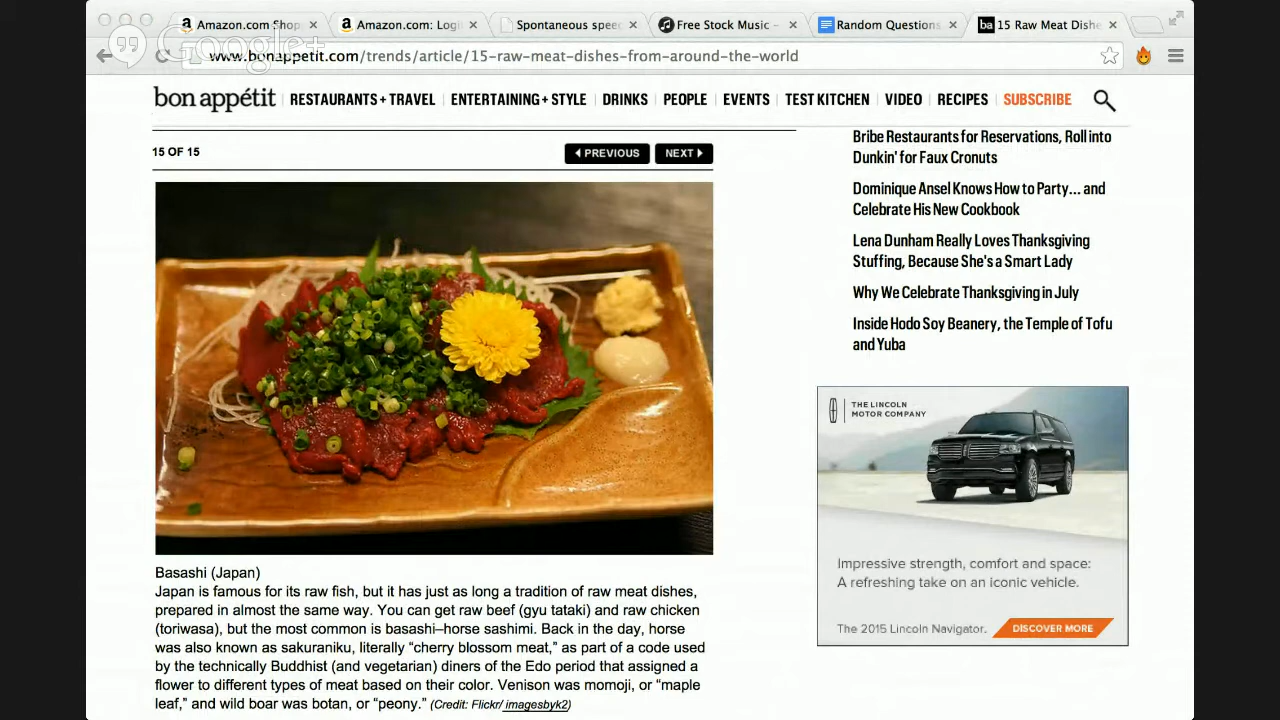 Amazon.com Shop
Amazon.com: Logi
Spontaneous spee
Free Stock Music –
Random Questions
ba
15 Raw Meat Dishe
Google+
www.bonappetit.com/trends/article/15-raw-meat-dishes-from-around-the-world
bon appétit
RESTAURANTS + TRAVEL
ENTERTAINING + STYLE
DRINKS
PEOPLE
EVENTS
TEST KITCHEN
VIDEO
RECIPES
SUBSCRIBE
15 OF 15
PREVIOUS
NEXT
Basashi (Japan)
Japan is famous for its raw fish, but it has just as long a tradition of raw meat dishes,
prepared in almost the same way. You can get raw beef (gyu tataki) and raw chicken
(toriwasa), but the most common is basashi–horse sashimi. Back in the day, horse
was also known as sakuraniku, literally “cherry blossom meat,” as part of a code used
by the technically Buddhist (and vegetarian) diners of the Edo period that assigned a
flower to different types of meat based on their color. Venison was momoji, or “maple
leaf,” and wild boar was botan, or “peony.” (Credit: Flickr/ imagesbyk2)
Bribe Restaurants for Reservations, Roll into
Dunkin' for Faux Cronuts
Dominique Ansel Knows How to Party... and
Celebrate His New Cookbook
Lena Dunham Really Loves Thanksgiving
Stuffing, Because She's a Smart Lady
Why We Celebrate Thanksgiving in July
Inside Hodo Soy Beanery, the Temple of Tofu
and Yuba
THE LINCOLN
MOTOR COMPANY
Impressive strength, comfort and space:
A refreshing take on an iconic vehicle.
The 2015 Lincoln Navigator.
DISCOVER MORE